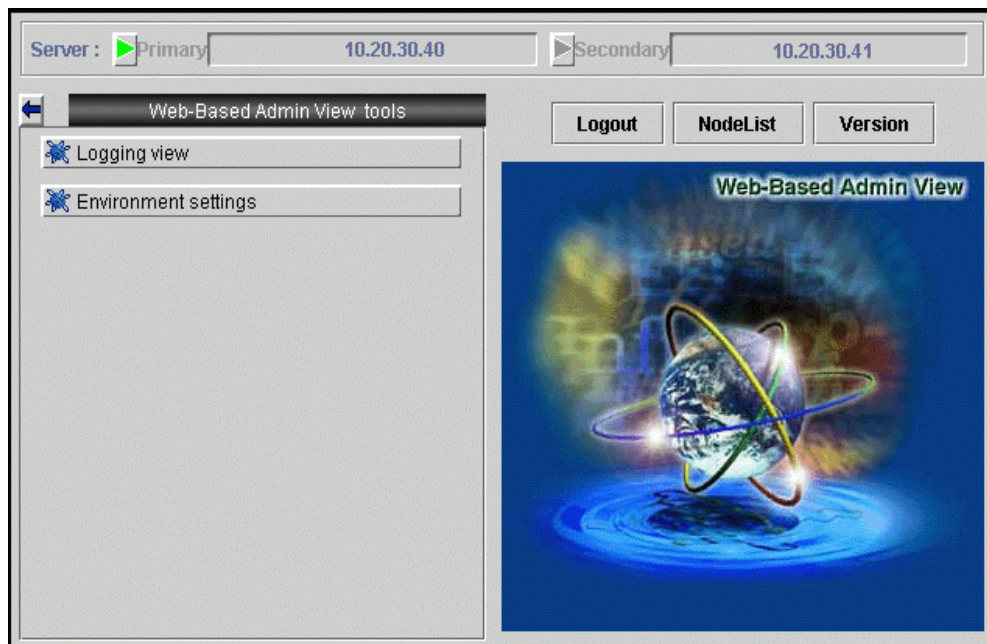 Server : Primary 10.20.30.40 Secondary 10.20.30.41
Web-Based Admin View tools
Logging view
Environment settings
Logout NodeList Version
Web-Based Admin View